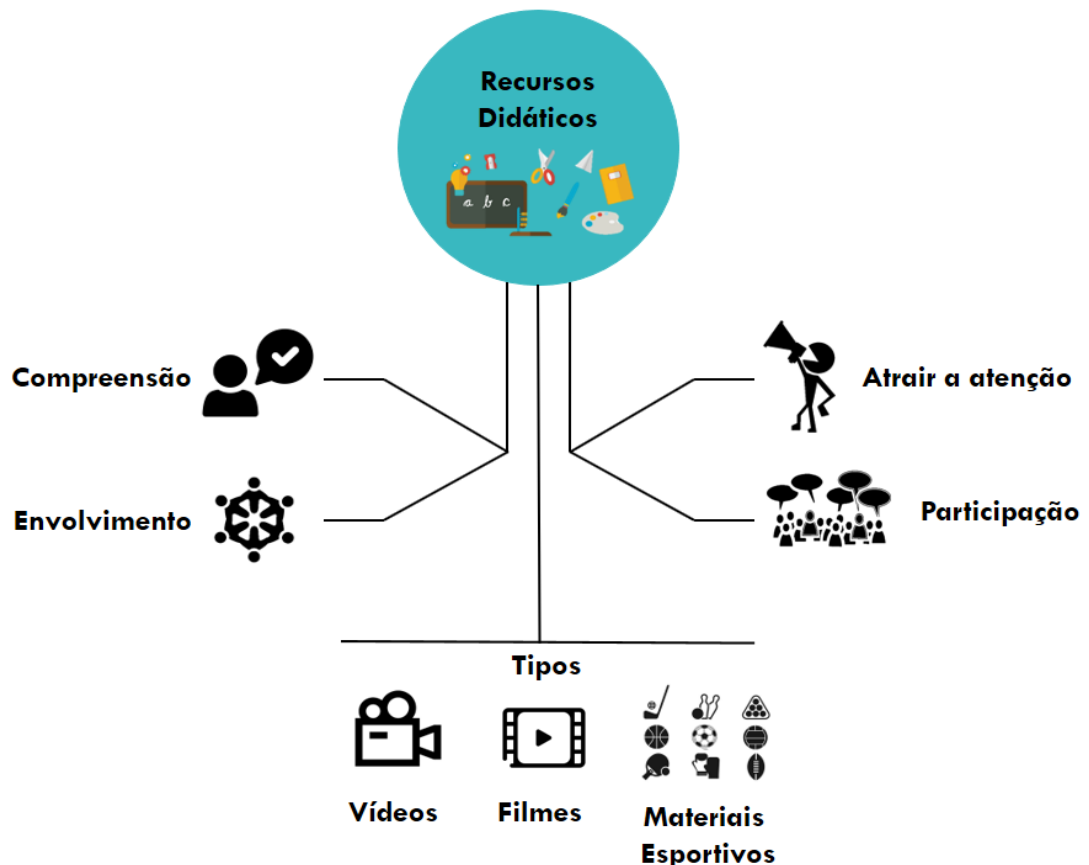 Recursos
Didáticos
a b c
Compreensão
Atrair a atenção
Envolvimento
Participação
Tipos
Vídeos
Filmes
Materiais
Esportivos